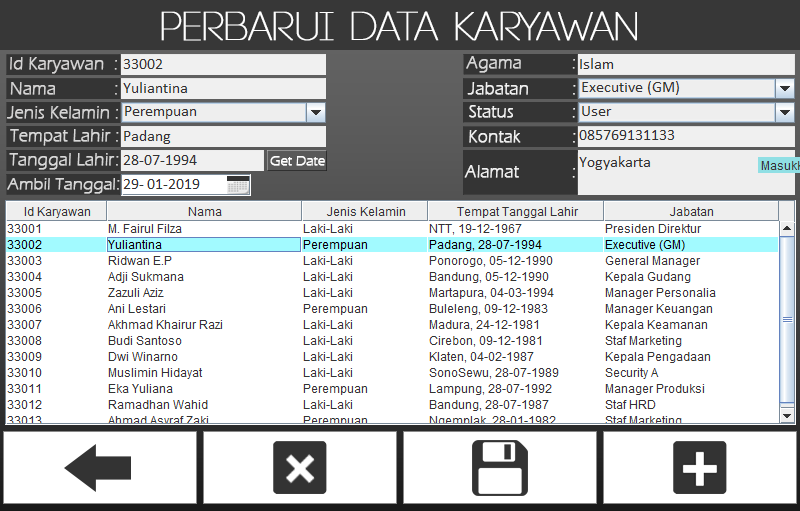 PERBARUI DATA KARYAWAN
Id Karyawan : 33002
Nama : Yuliantina
Jenis Kelamin : Perempuan
Tempat Lahir : Padang
Tanggal Lahir: 28-07-1994 Get Date
Ambil Tanggal: 29- 01-2019
Agama : Islam
Jabatan : Executive (GM)
Status : User
Kontak : 085769131133
Alamat : Yogyakarta Masukk
Id Karyawan Nama Jenis Kelamin Tempat Tanggal Lahir Jabatan
33001 M. Fairul Filza Laki-Laki NTT, 19-12-1967 Presiden Direktur
33002 Yuliantina Perempuan Padang, 28-07-1994 Executive (GM)
33003 Ridwan E.P Laki-Laki Ponorogo, 05-12-1990 General Manager
33004 Adji Sukmana Laki-Laki Bandung, 05-12-1990 Kepala Gudang
33005 Zazuli Aziz Laki-Laki Martapura, 04-03-1994 Manager Personalia
33006 Ani Lestari Perempuan Buleleng, 09-12-1983 Manager Keuangan
33007 Akhmad Khairur Razi Laki-Laki Madura, 24-12-1981 Kepala Keamanan
33008 Budi Santoso Laki-Laki Cirebon, 09-12-1981 Staf Marketing
33009 Dwi Winarno Laki-Laki Klaten, 04-02-1987 Kepala Pengadaan
33010 Muslimin Hidayat Laki-Laki SonoSewu, 28-07-1989 Security A
33011 Eka Yuliana Perempuan Lampung, 28-07-1992 Manager Produksi
33012 Ramadhan Wahid Laki-Laki Bandung, 28-07-1987 Staf HRD
33013 Ahmad Asyraf Zaki Perempuan Ngemplak, 28-01-1982 Staf Marketing